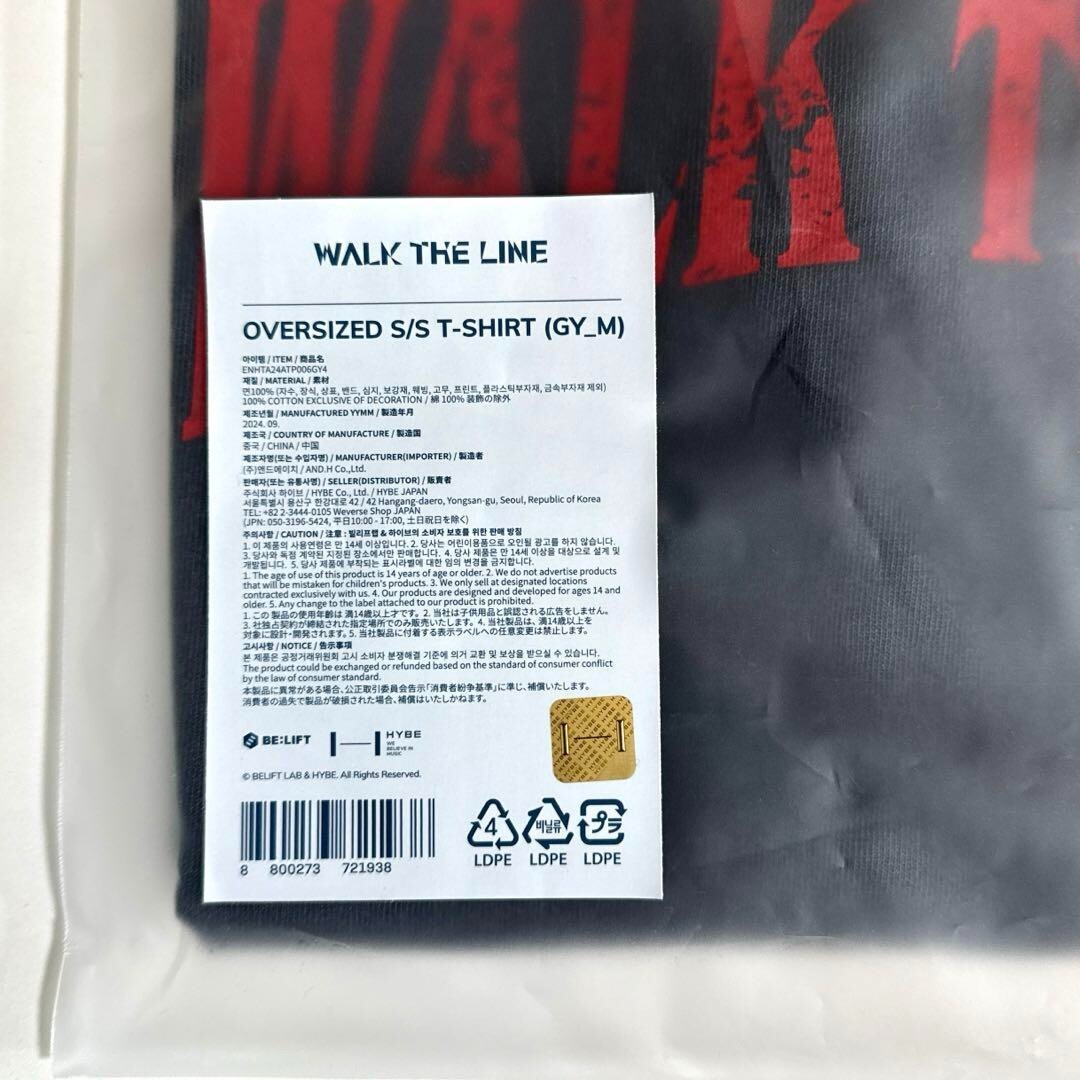 WALK T
WALK THE LINE
OVERSIZED S/S T-SHIRT (GY_M)
아이템 / ITEM / 商品名
ENHTA24ATP006GY4
재질 / MATERIAL / 素材
면100% (자수, 장식, 상표, 밴드, 심지, 보강재, 웨빙, 고무, 프린트, 플라스틱부자재, 금속부자재 제외)
100% COTTON EXCLUSIVE OF DECORATION / 綿 100% 装飾の除外
제조년월 / MANUFACTURED YYMM / 製造年月
2024. 09.
제조국 / COUNTRY OF MANUFACTURE / 製造国
중국 / CHINA / 中国
제조자명(또는 수입자명) / MANUFACTURER(IMPORTER) / 製造者
(주)앤드에이치 / AND.H Co.,Ltd.
판매자(또는 유통사명) / SELLER(DISTRIBUTOR) / 販賣者
주식회사 하이브 / HYBE Co., Ltd. / HYBE JAPAN
서울특별시 용산구 한강대로 42 / 42 Hangang-daero, Yongsan-gu, Seoul, Republic of Korea
TEL: +82 2-3444-0105 Weverse Shop JAPAN
(JPN: 050-3196-5424, 平日10:00 - 17:00, 土日祝日を除く)
주의사항 / CAUTION / 注意 : 빌리프랩 & 하이브의 소비자 보호를 위한 판매 방침
1. 이 제품의 사용연령은 만 14세 이상입니다. 2. 당사는 어린이용품으로 오인될 광고를 하지 않습니다.
3. 당사와 독점 계약된 지정된 장소에서만 판매합니다. 4. 당사 제품은 만 14세 이상을 대상으로 설계 및
개발됩니다. 5. 당사 제품에 부착되는 표시라벨에 대한 임의 변경을 금지합니다.
1. The age of use of this product is 14 years of age or older. 2. We do not advertise products
that will be mistaken for children's products. 3. We only sell at designated locations
contracted exclusively with us. 4. Our products are designed and developed for ages 14 and
older. 5. Any change to the label attached to our product is prohibited.
1. この 製品の使用年齢は 満14歳以上才です。2. 当社は子供用品と誤認される広告をしません。
3. 社独占契約が締結された指定場所でのみ販売いたします。4. 当社製品は、満14歳以上を
対象に設計・開発されます。5. 当社製品に付着する表示ラベルへの任意変更は禁止します。
고시사항 / NOTICE / 告示事項
본 제품은 공정거래위원회 고시 소비자 분쟁해결 기준에 의거 교환 및 보상을 받으실 수 있습니다.
The product could be exchanged or refunded based on the standard of consumer conflict
by the law of consumer standard.
本製品に異常がある場合、公正取引委員会告示「消費者紛争基準」に準じ、補償いたします。
消費者の過失で製品が破損された場合、補償はいたしかねます。
BE:LIFT
HYBE
WE
BELIEVE IN
MUSIC
© BELIFT LAB & HYBE. All Rights Reserved.
8 800273 721938
4 비닐류 プラ
LDPE LDPE LDPE